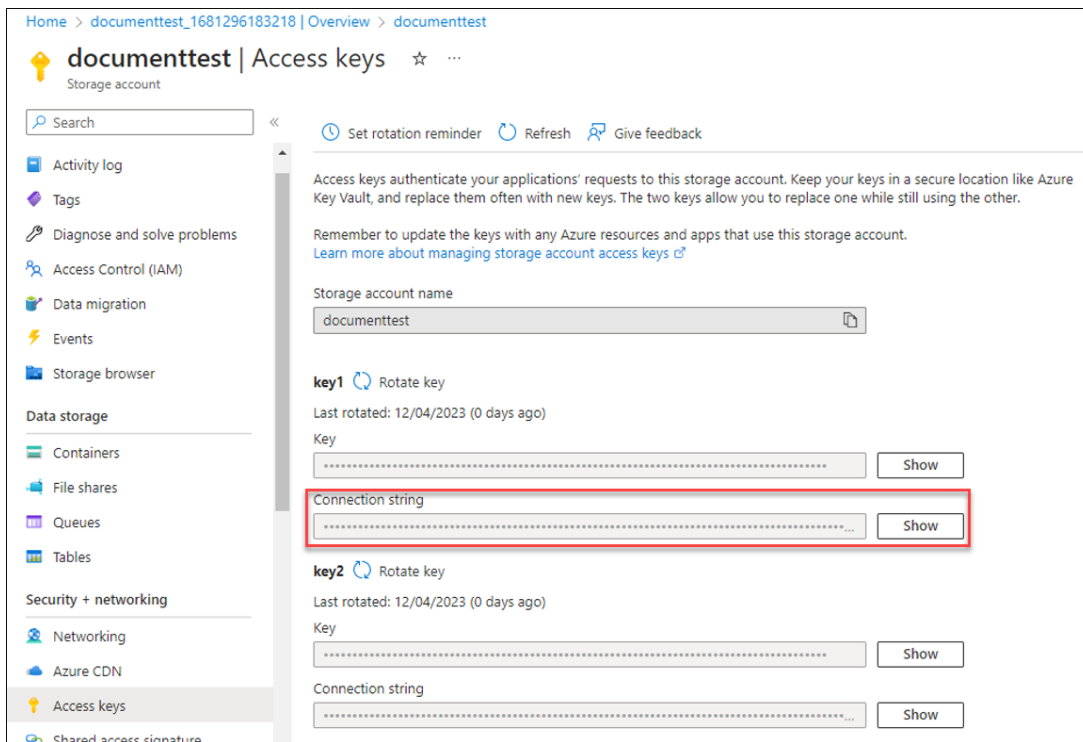 Home > documenttest_1681296183218 | Overview > documenttest
documenttest | Access keys
Storage account
Search
Activity log
Tags
Diagnose and solve problems
Access Control (IAM)
Data migration
Events
Storage browser
Data storage
Containers
File shares
Queues
Tables
Security + networking
Networking
Azure CDN
Access keys
Shared access signature
Set rotation reminder Refresh Give feedback
Access keys authenticate your applications' requests to this storage account. Keep your keys in a secure location like Azure
Key Vault, and replace them often with new keys. The two keys allow you to replace one while still using the other.
Remember to update the keys with any Azure resources and apps that use this storage account.
Learn more about managing storage account access keys
Storage account name
documenttest
key1 Rotate key
Last rotated: 12/04/2023 (0 days ago)
Key
Show
Connection string
Show
key2 Rotate key
Last rotated: 12/04/2023 (0 days ago)
Key
Show
Connection string
Show